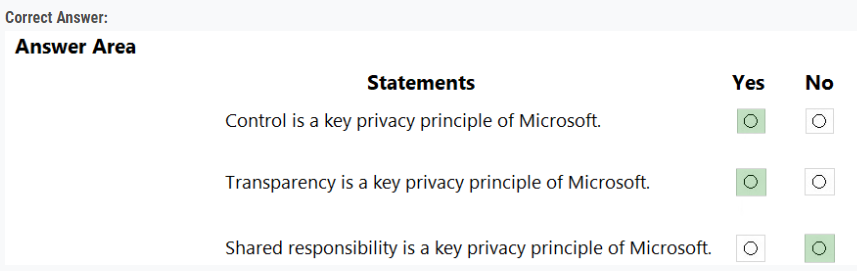 Correct Answer:
Answer Area
Statements Yes No
Control is a key privacy principle of Microsoft.
Transparency is a key privacy principle of Microsoft.
Shared responsibility is a key privacy principle of Microsoft.